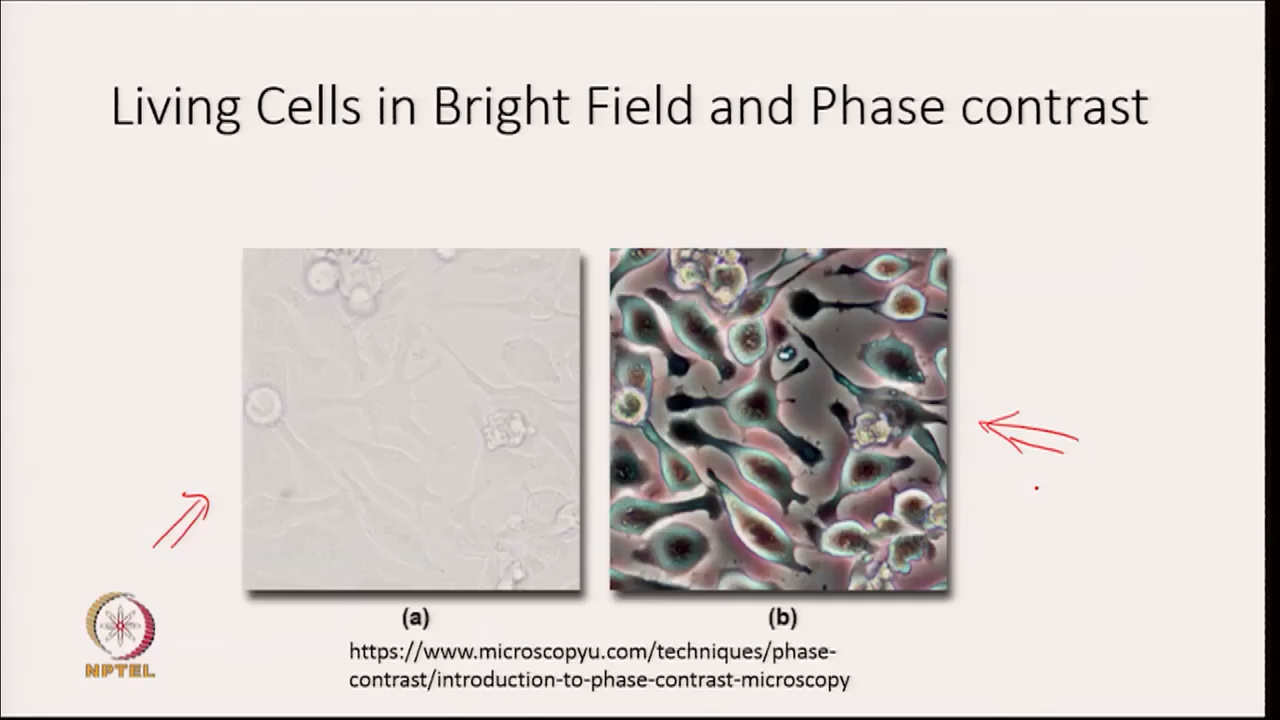 Living Cells in Bright Field and Phase contrast
(a)
(b)
https://www.microscopyu.com/techniques/phase-
contrast/introduction-to-phase-contrast-microscopy
NPTEL